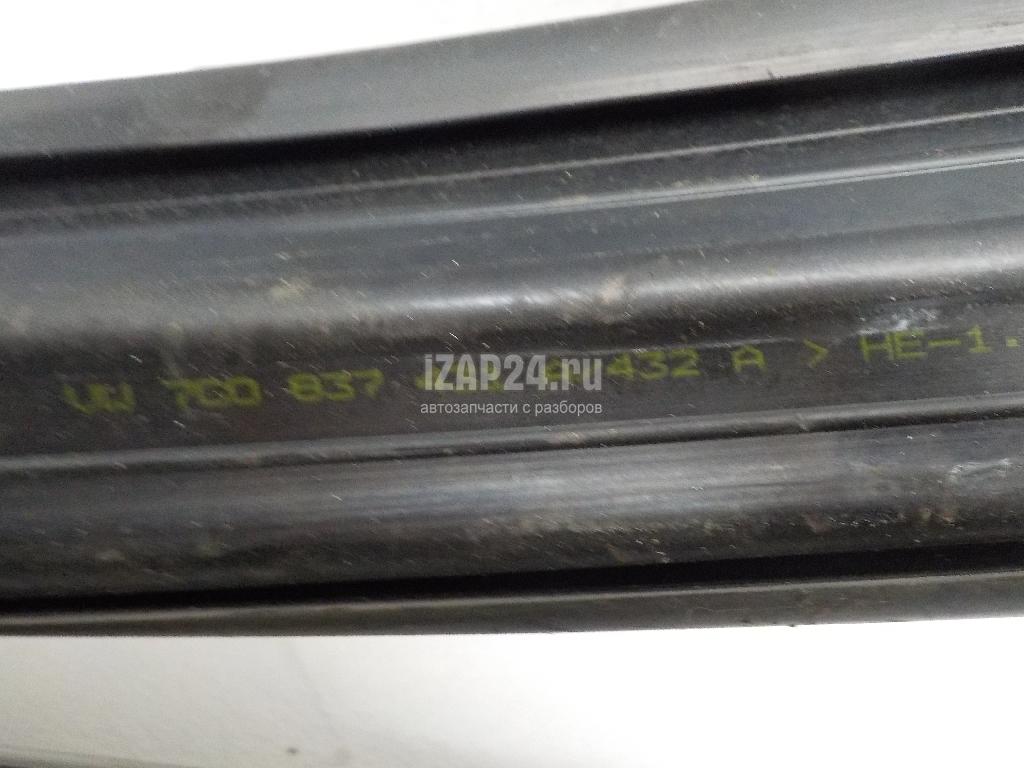 VW 7G0 837 432 A > HE-1.
iZAP24.ru
автозапчасти с разборов